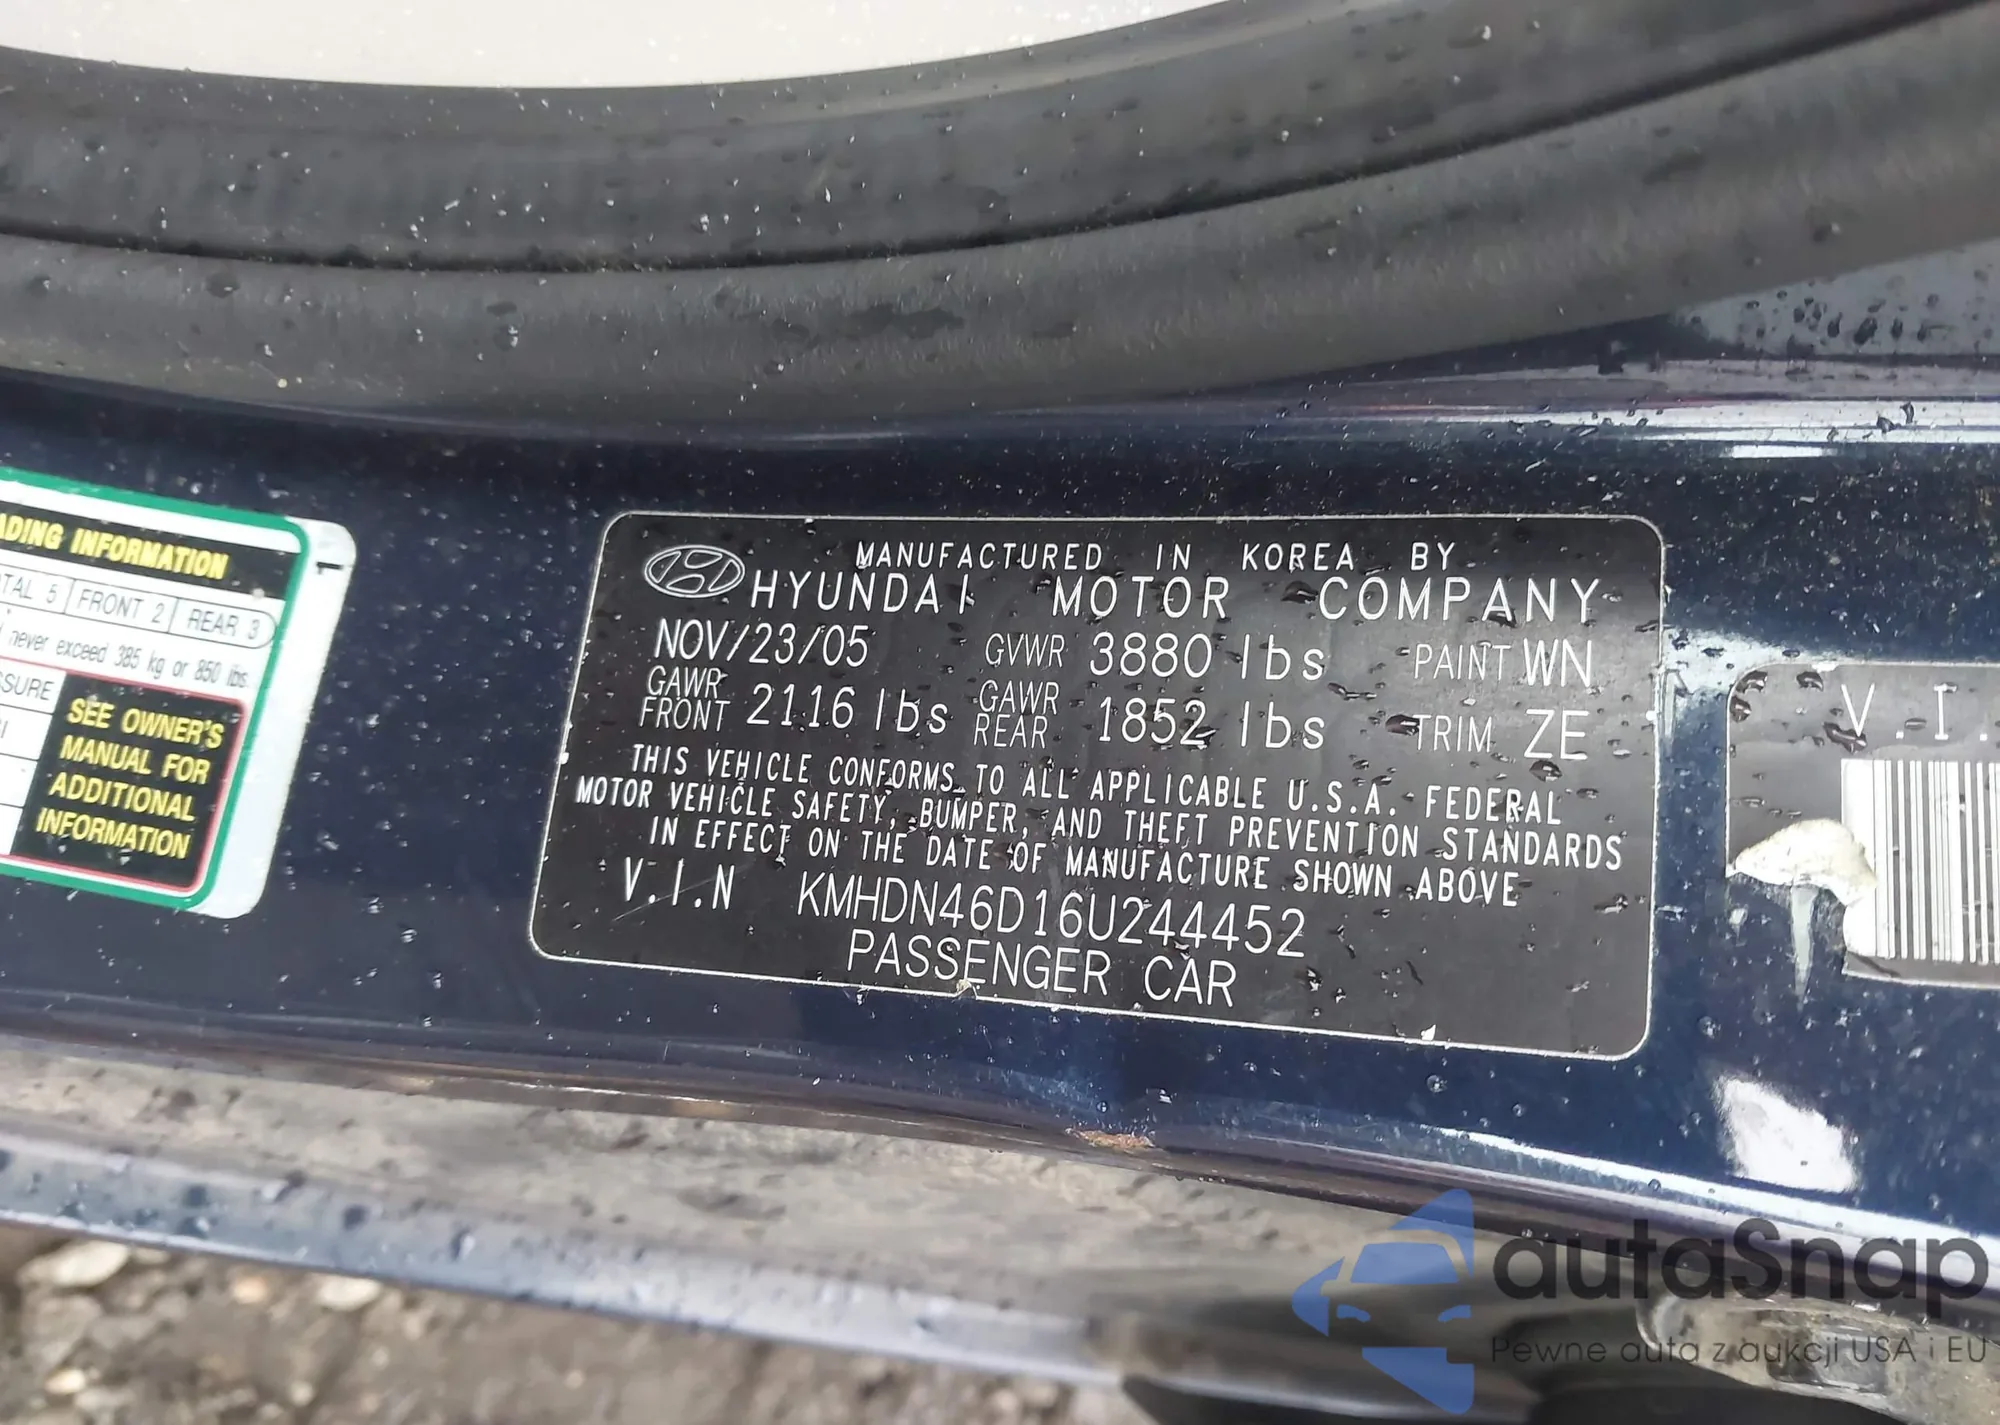 ADING INFORMATION
TAL 5 FRONT 2 REAR 3
never exceed 385 kg or 850 lbs.
SSURE
SEE OWNER'S
MANUAL FOR
ADDITIONAL
INFORMATION
1
MANUFACTURED IN KOREA BY
HYUNDAI MOTOR COMPANY
NOV/23/05 GVWR 3880 lbs PAINT WN
GAWR FRONT 2116 lbs GAWR REAR 1852 lbs TRIM ZE
THIS VEHICLE CONFORMS TO ALL APPLICABLE U.S.A. FEDERAL
MOTOR VEHICLE SAFETY, BUMPER, AND THEFT PREVENTION STANDARDS
IN EFFECT ON THE DATE OF MANUFACTURE SHOWN ABOVE
V.I.N KMHDN46D16U244452
PASSENGER CAR
V.I.
autaSnap
Pewne auta z aukcji USA i EU